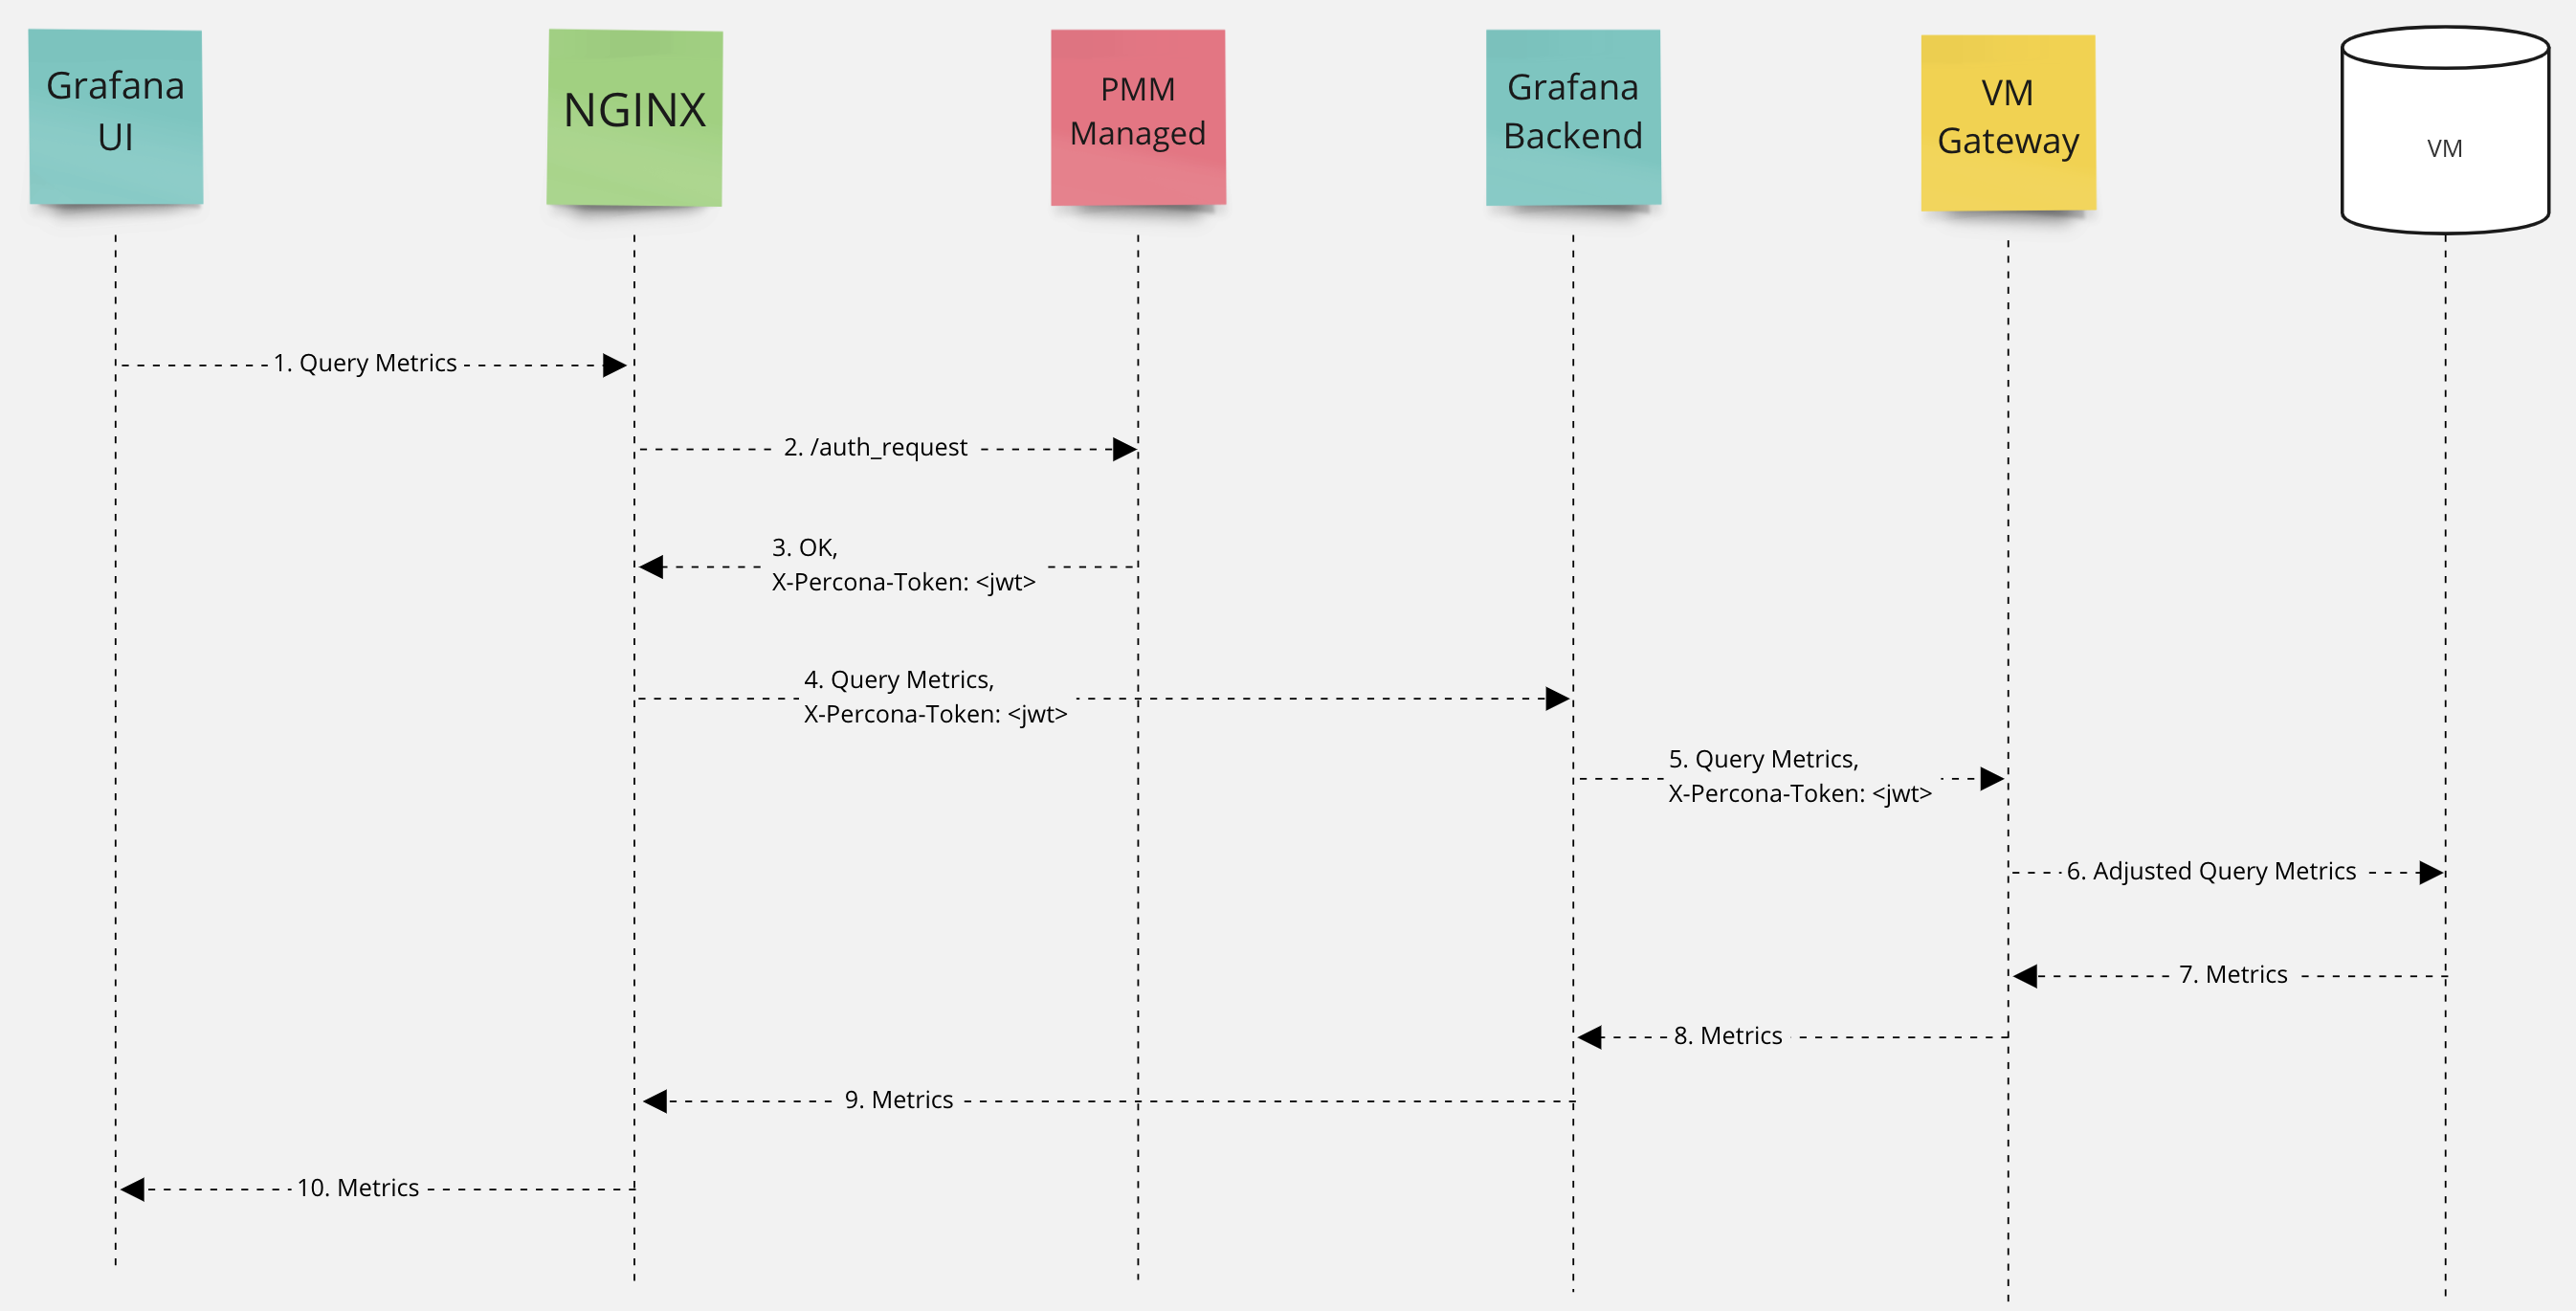 Grafana
UI
NGINX
PMM
Managed
Grafana
Backend
VM
Gateway
VM
1. Query Metrics
2. /auth_request
3. OK,
X-Percona-Token: <jwt>
4. Query Metrics,
X-Percona-Token: <jwt>
5. Query Metrics,
X-Percona-Token: <jwt>
6. Adjusted Query Metrics
7. Metrics
8. Metrics
9. Metrics
10. Metrics